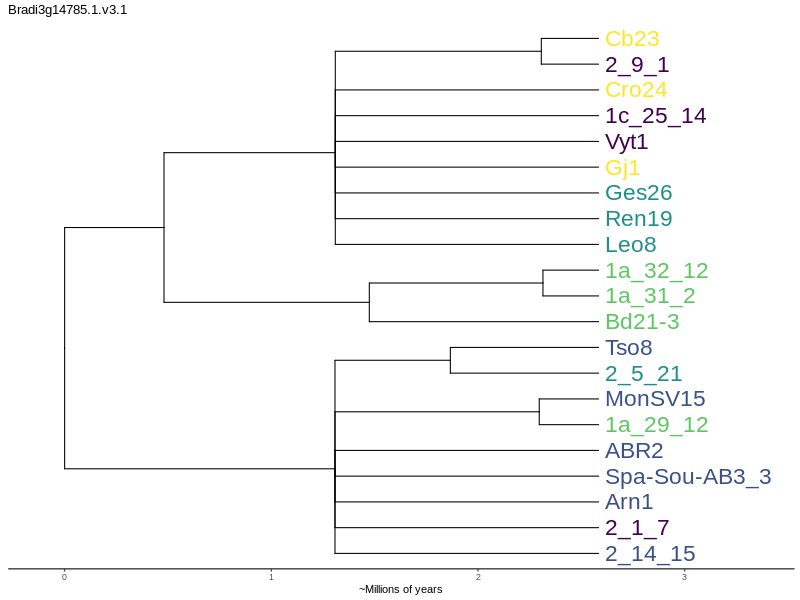 Bradi3g14785.1.v3.1
Cb23
2_9_1
Cro24
1c_25_14
Vyt1
Gj1
Ges26
Ren19
Leo8
1a_32_12
1a_31_2
Bd21-3
Tso8
2_5_21
MonSV15
1a_29_12
ABR2
Spa-Sou-AB3_3
Arn1
2_1_7
2_14_15
0 1 2 3
~Millions of years